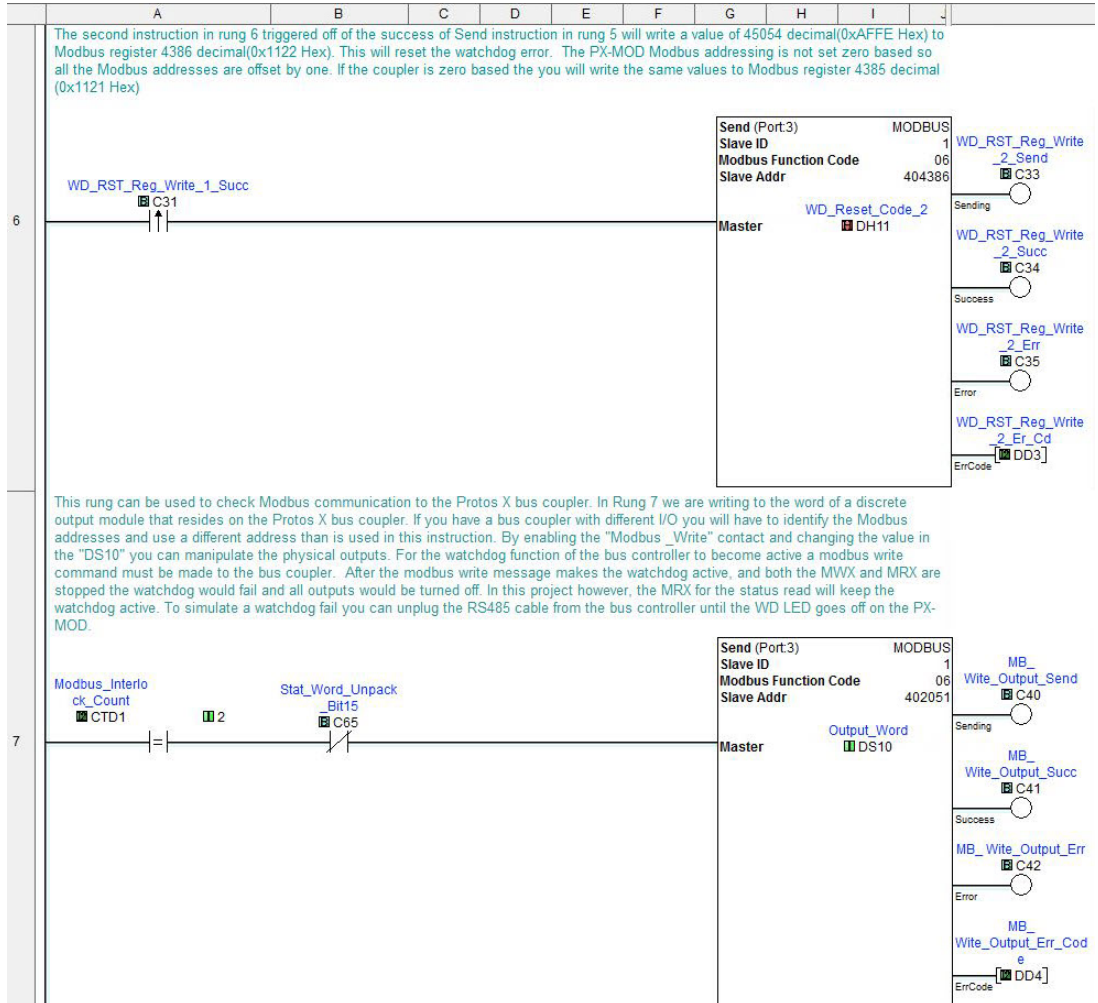 A B C D E F G H I J
The second instruction in rung 6 triggered off of the success of Send instruction in rung 5 will write a value of 45054 decimal(0xAFFE Hex) to
Modbus register 4386 decimal(0x1122 Hex). This will reset the watchdog error. The PX-MOD Modbus addressing is not set zero based so
all the Modbus addresses are offset by one. If the coupler is zero based the you will write the same values to Modbus register 4385 decimal
(0x1121 Hex)
6
WD_RST_Reg_Write_1_Succ
C31
Send (Port:3) MODBUS
Slave ID 1
Modbus Function Code 06
Slave Addr 404386
WD_Reset_Code_2
Master DH11
WD_RST_Reg_Write
_2_Send
C33
Sending
WD_RST_Reg_Write
_2_Succ
C34
Success
WD_RST_Reg_Write
_2_Err
C35
Error
WD_RST_Reg_Write
_2_Er_Cd
DD3
ErrCode
This rung can be used to check Modbus communication to the Protos X bus coupler. In Rung 7 we are writing to the word of a discrete
output module that resides on the Protos X bus coupler. If you have a bus coupler with different I/O you will have to identify the Modbus
addresses and use a different address than is used in this instruction. By enabling the "Modbus _Write" contact and changing the value in
the "DS10" you can manipulate the physical outputs. For the watchdog function of the bus controller to become active a modbus write
command must be made to the bus coupler. After the modbus write message makes the watchdog active, and both the MWX and MRX are
stopped the watchdog would fail and all outputs would be turned off. In this project however, the MRX for the status read will keep the
watchdog active. To simulate a watchdog fail you can unplug the RS485 cable from the bus controller until the WD LED goes off on the PX-
MOD.
7
Modbus_Interlo
ck_Count
CTD1 2
=
Stat_Word_Unpack
_Bit15
C65
Send (Port:3) MODBUS
Slave ID 1
Modbus Function Code 06
Slave Addr 402051
Output_Word
Master DS10
MB_
Wite_Output_Send
C40
Sending
MB_
Wite_Output_Succ
C41
Success
MB_ Wite_Output_Err
C42
Error
MB_
Wite_Output_Err_Cod
e
DD4
ErrCode